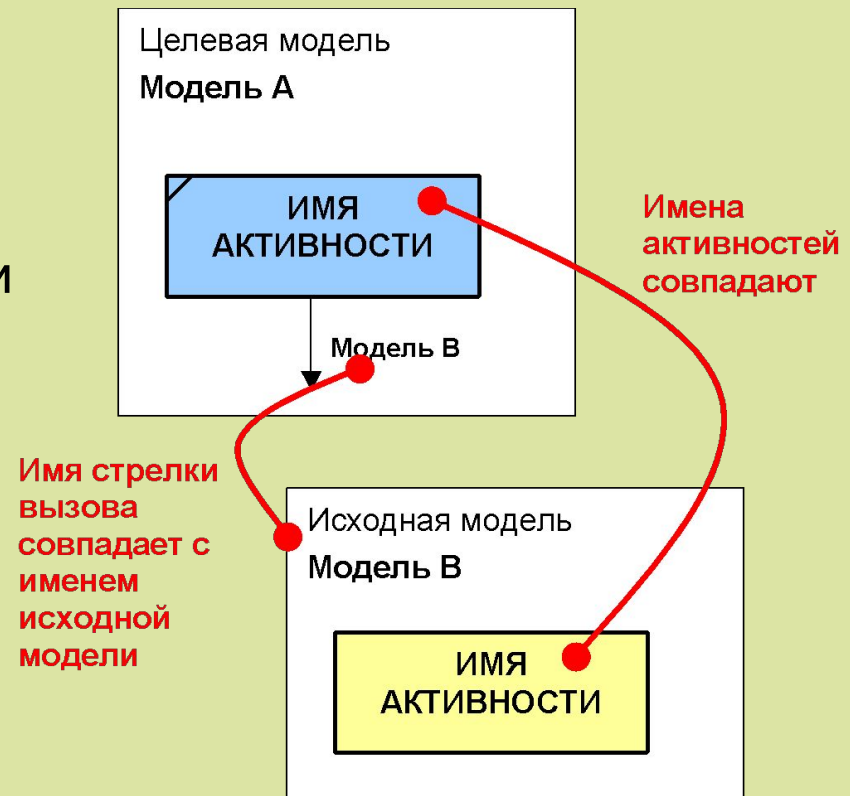 Целевая модель
Модель А
ИМЯ
АКТИВНОСТИ
Модель В
Имена
активностей
совпадают
и
Имя стрелки
вызова
совпадает с
именем
исходной
модели
Исходная модель
Модель В
ИМЯ
АКТИВНОСТИ